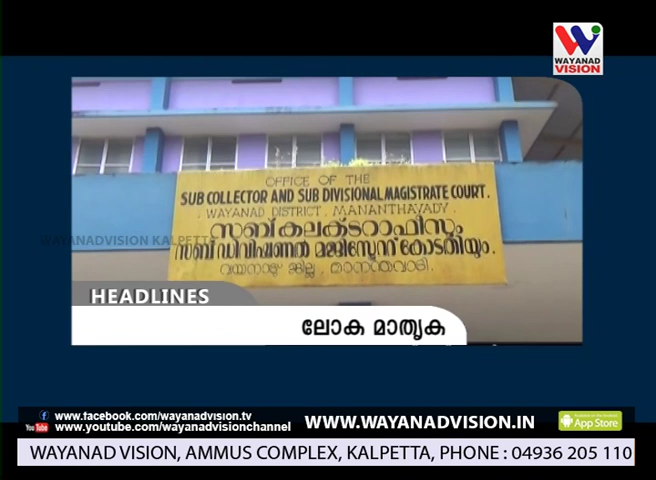 W
WAYANAD
VISION
OFFICE OF THE
SUB COLLECTOR AND SUB DIVISIONAL MAGISTRATE COURT.
WAYANAD DISTRICT. MANANTHAVADY.
സബ് കലക്ടറാഫീസും
സബ് ഡിവിഷണൽ മജിസ്ട്രേറ്റ് കോടതിയും.
വയനാട് ജില്ല. മാനന്തവാടി.
WAYANADVISION KALPETTA
HEADLINES
ലോക മാതൃക
www.facebook.com/wayanadvision.tv
You Tube www.youtube.com/wayanadvisionchannel
WWW.WAYANADVISION.IN
App Store
WAYANAD VISION, AMMUS COMPLEX, KALPETTA, PHONE : 04936 205 110